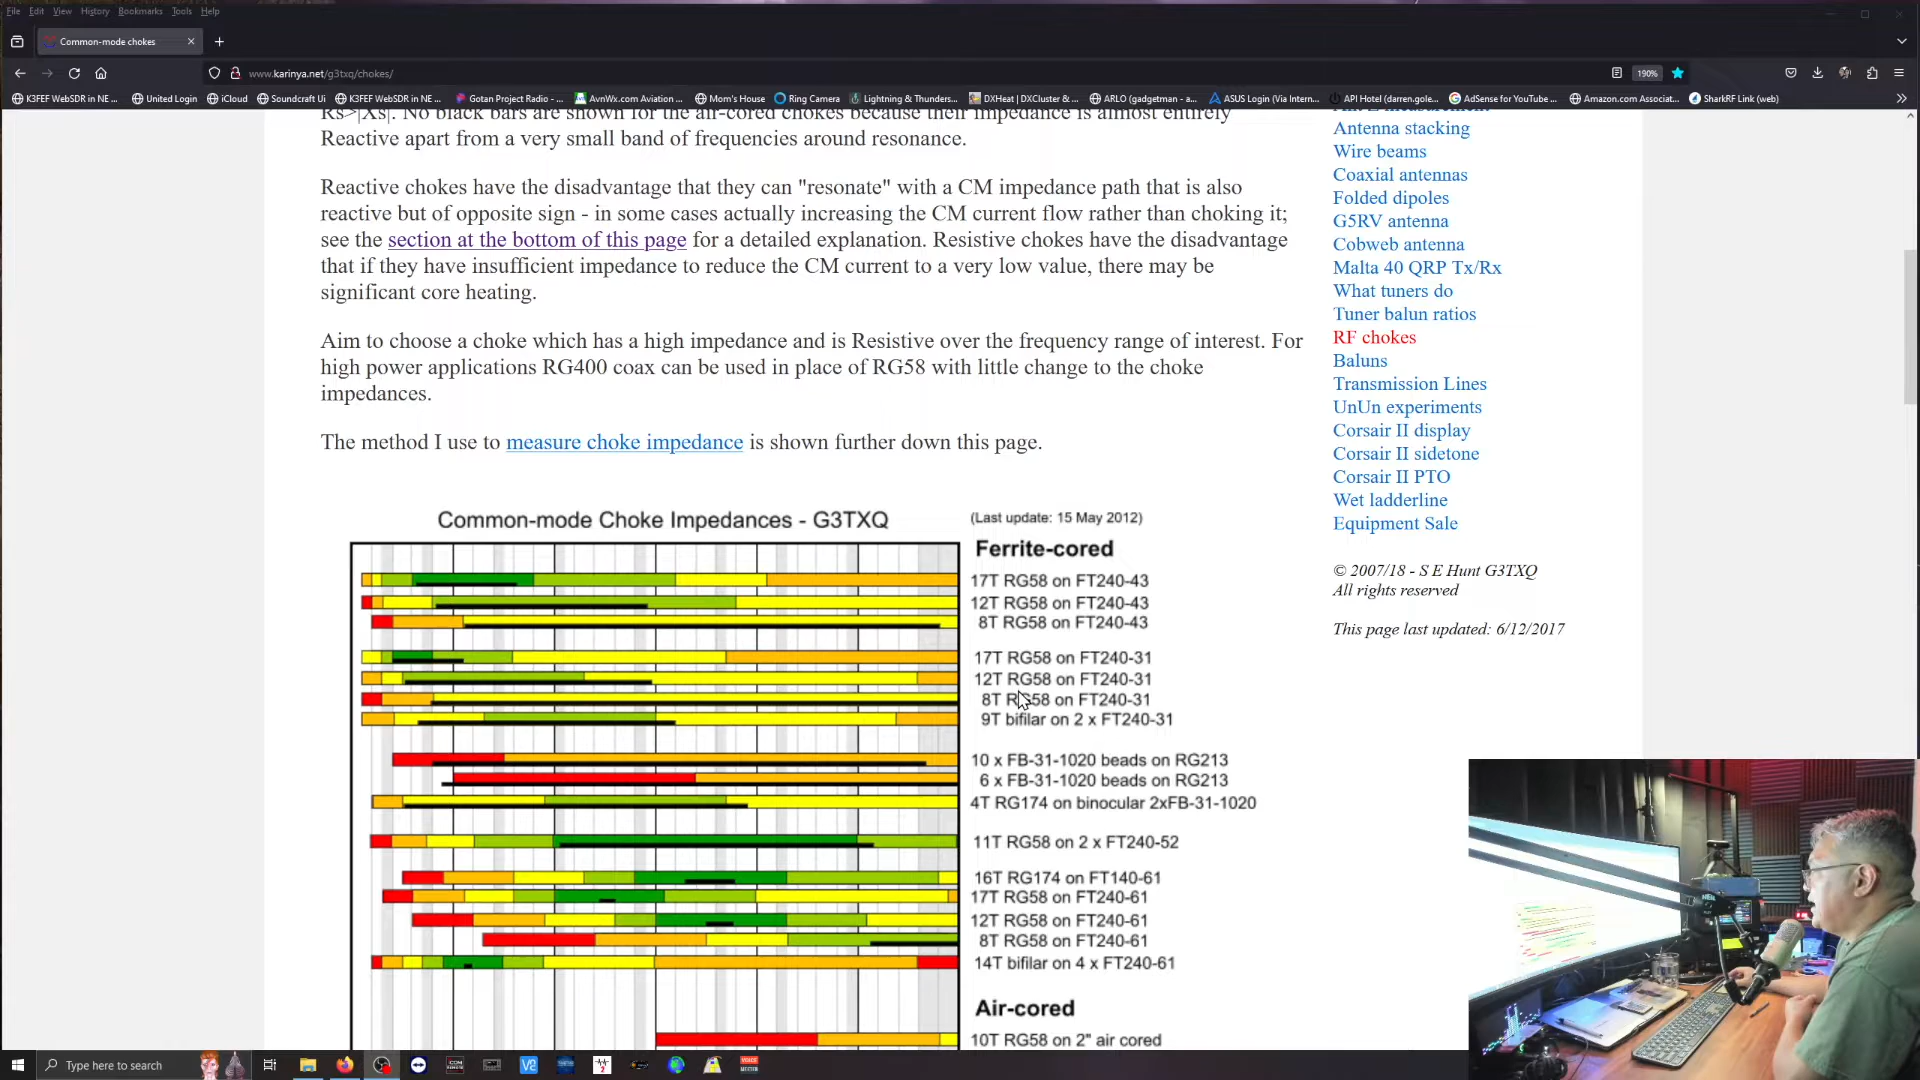 File Edit View History Bookmarks Tools Help
Common-mode chokes
www.karinya.net/g3txq/chokes/
190%
K3FEF WebSDR in NE ... United Login iCloud Soundcraft Ui K3FEF WebSDR in NE ... Gotan Project Radio - ... AvnWx.com Aviation ... Mom's House Ring Camera Lightning & Thunders... DXHeat | DXCluster & ... ARLO (gadgetman - a... ASUS Login (Via Intern... API Hotel (darren.gole... AdSense for YouTube ... Amazon.com Associat... SharkRF Link (web)
Rs>|Xs|. No black bars are shown for the air-cored chokes because their impedance is almost entirely
Reactive apart from a very small band of frequencies around resonance.
Reactive chokes have the disadvantage that they can "resonate" with a CM impedance path that is also
reactive but of opposite sign - in some cases actually increasing the CM current flow rather than choking it;
see the section at the bottom of this page for a detailed explanation. Resistive chokes have the disadvantage
that if they have insufficient impedance to reduce the CM current to a very low value, there may be
significant core heating.
Aim to choose a choke which has a high impedance and is Resistive over the frequency range of interest. For
high power applications RG400 coax can be used in place of RG58 with little change to the choke
impedances.
The method I use to measure choke impedance is shown further down this page.
Common-mode Choke Impedances - G3TXQ
(Last update: 15 May 2012)
Ferrite-cored
17T RG58 on FT240-43
12T RG58 on FT240-43
8T RG58 on FT240-43
17T RG58 on FT240-31
12T RG58 on FT240-31
8T RG58 on FT240-31
9T bifilar on 2 x FT240-31
10 x FB-31-1020 beads on RG213
6 x FB-31-1020 beads on RG213
4T RG174 on binocular 2xFB-31-1020
11T RG58 on 2 x FT240-52
16T RG174 on FT140-61
17T RG58 on FT240-61
12T RG58 on FT240-61
8T RG58 on FT240-61
14T bifilar on 4 x FT240-61
Air-cored
10T RG58 on 2" air cored
Antenna stacking
Wire beams
Coaxial antennas
Folded dipoles
G5RV antenna
Cobweb antenna
Malta 40 QRP Tx/Rx
What tuners do
Tuner balun ratios
RF chokes
Baluns
Transmission Lines
UnUn experiments
Corsair II display
Corsair II sidetone
Corsair II PTO
Wet ladderline
Equipment Sale
© 2007/18 - S E Hunt G3TXQ
All rights reserved
This page last updated: 6/12/2017
Type here to search